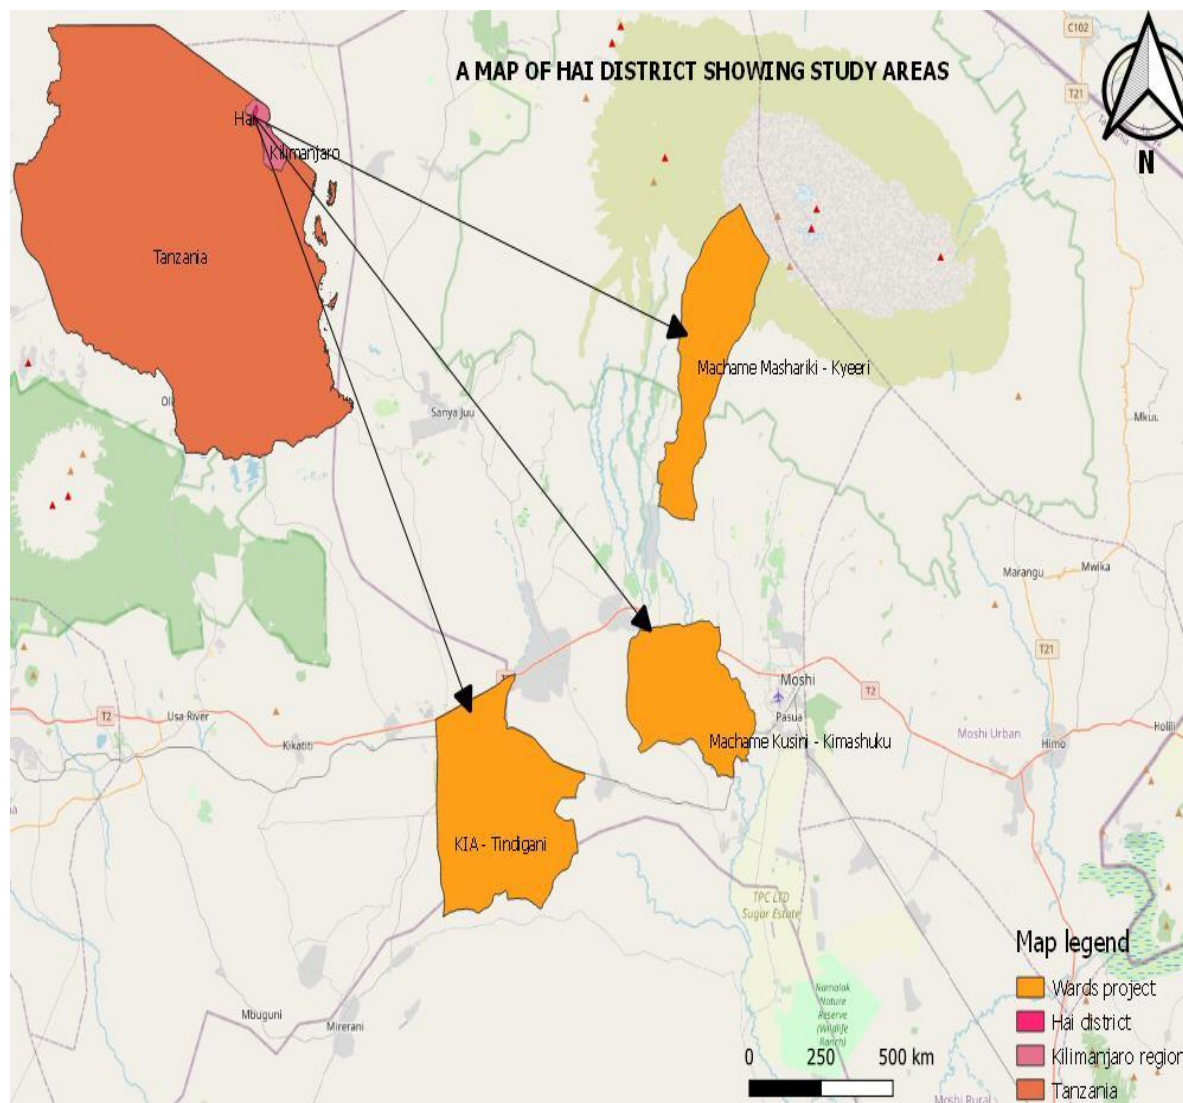 C102
A MAP OF HAI DISTRICT SHOWING STUDY AREAS
T21
N
Hai
Kilimanjaro
Tanzania
Machame Mashariki - Kyeeri
Sanya Juu
Mkuu
Marangu
Mwika
T21
Moshi
T2
Usa River
T2
Pasua
Holili
Kikatiti
Machame Kusini - Kimashuku
Moshi Urban
Himo
KIA - Tindigani
TPC LTD
Sugar Estate
Map legend
Wards project
Hai district
Kilimanjaro region
Tanzania
Namalok
Nature
Reserve
(Wildlife
Ranch)
Mbuguni
Mirerani
0 250 500 km
Moshi Rural